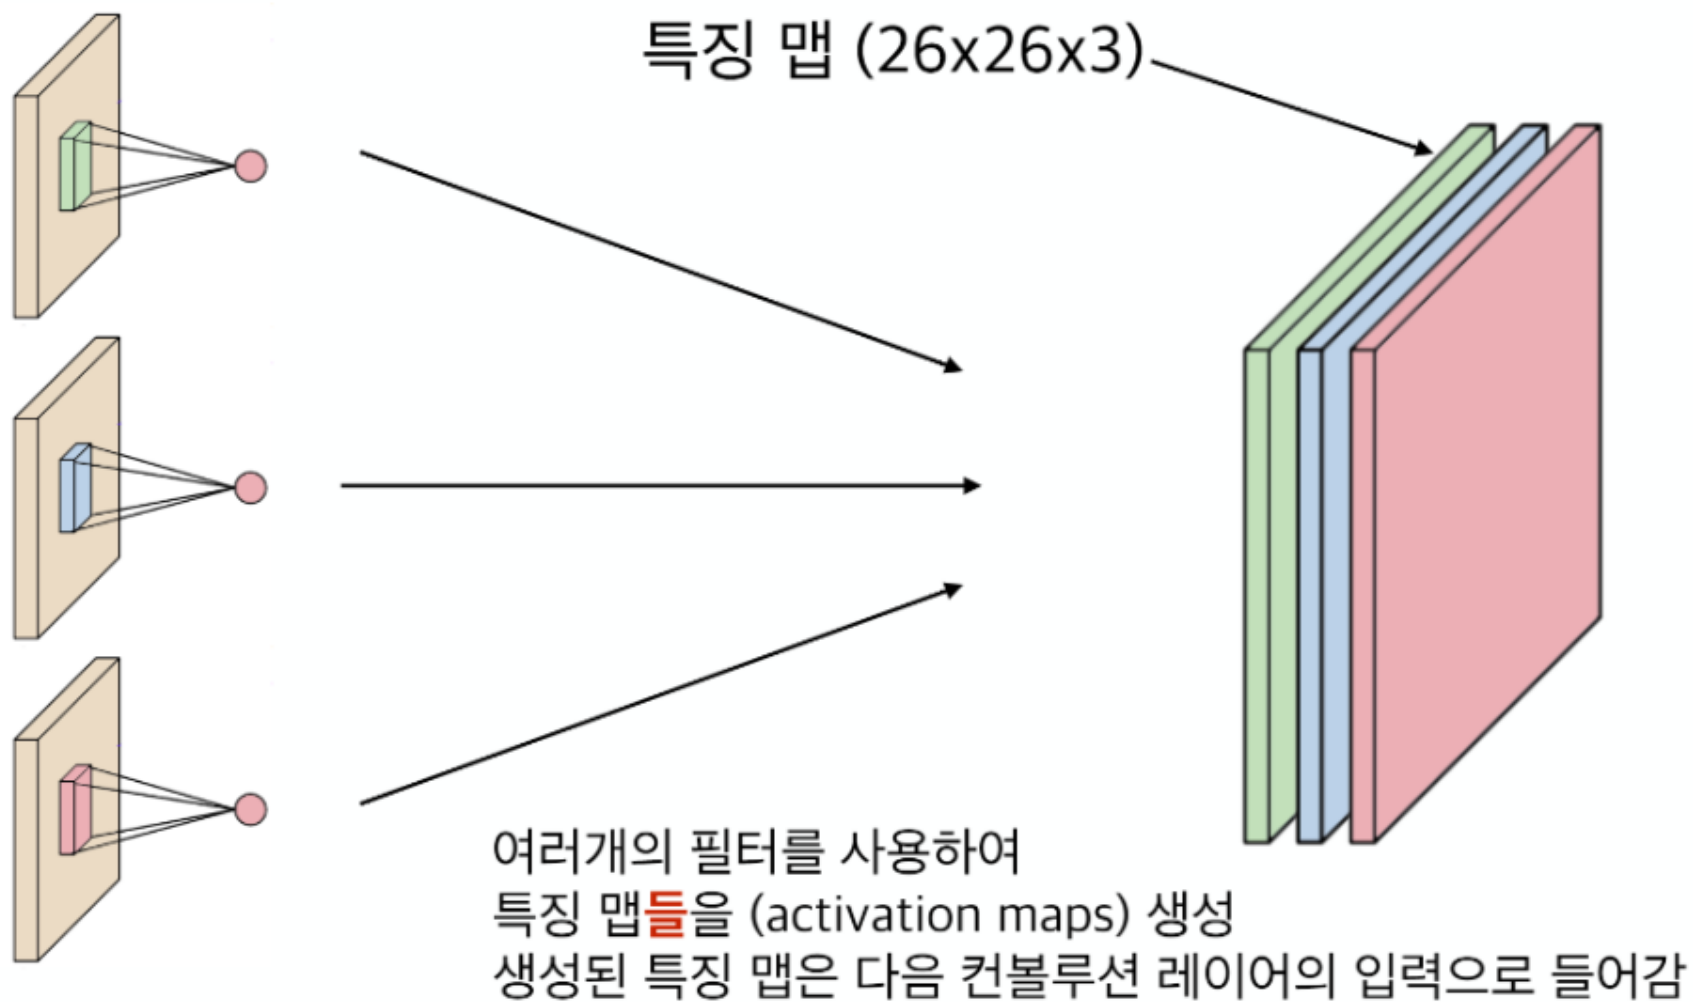 특징 맵 (26x26x3)
여러개의 필터를 사용하여
특징 맵들을 (activation maps) 생성
생성된 특징 맵은 다음 컨볼루션 레이어의 입력으로 들어감